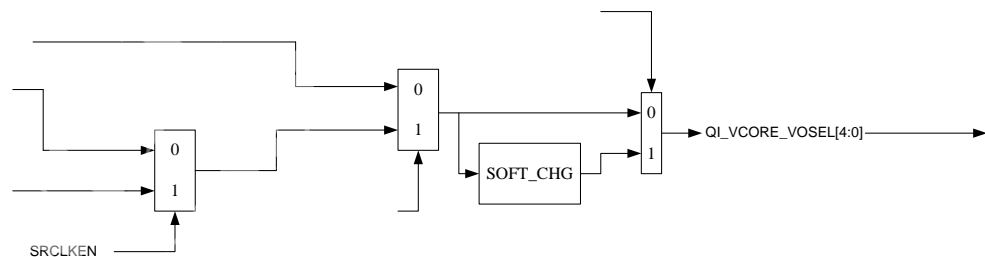 0
1
0
1
SRCLKEN
SOFT_CHG
0
1
QI_VCORE_VOSEL[4:0]